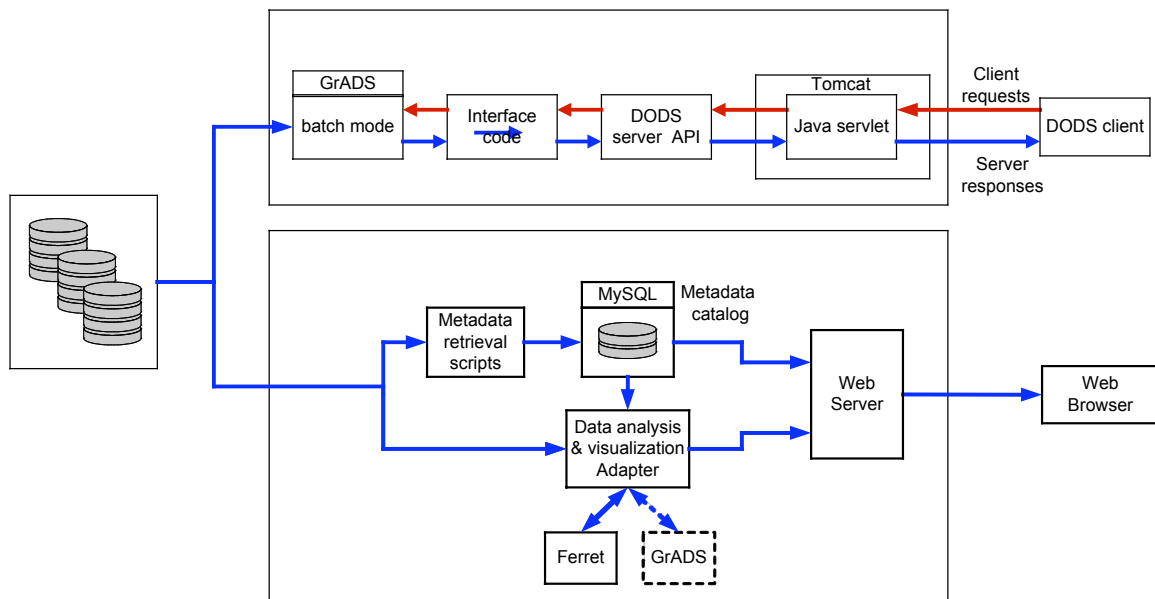 GrADS
batch mode
Interface
code
DODS
server API
Tomcat
Java servlet
Client
requests
DODS client
Server
responses
Metadata
retrieval
scripts
MySQL
Metadata
catalog
Data analysis
& visualization
Adapter
Web
Server
Web
Browser
Ferret
GrADS